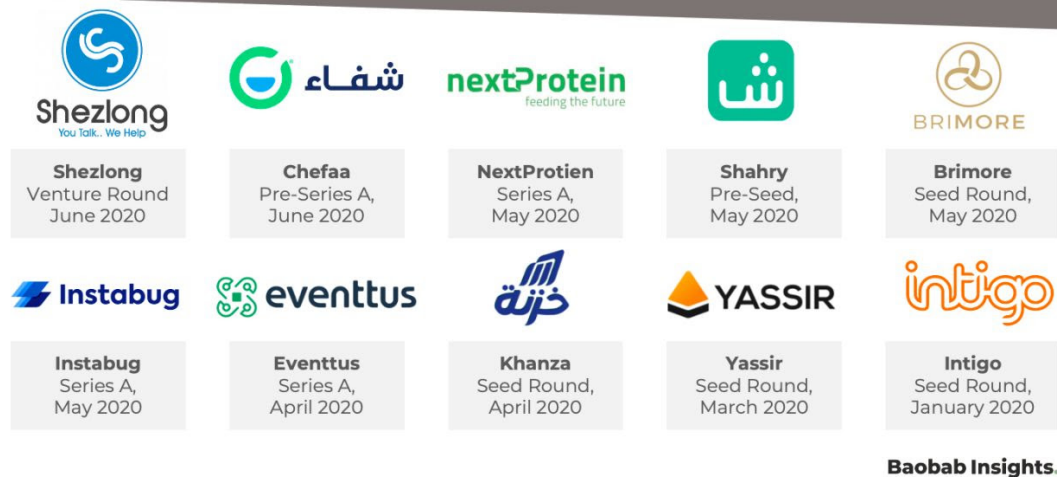 Shezlong
You Talk.. We Help
شفاء
nextProtein
feeding the future
ش
BRIMORE
Shezlong
Venture Round
June 2020
Chefaa
Pre-Series A,
June 2020
NextProtien
Series A,
May 2020
Shahry
Pre-Seed,
May 2020
Brimore
Seed Round,
May 2020
Instabug
eventtus
خزنة
YASSIR
intigo
Instabug
Series A,
May 2020
Eventtus
Series A,
April 2020
Khanza
Seed Round,
April 2020
Yassir
Seed Round,
March 2020
Intigo
Seed Round,
January 2020
Baobab Insights.